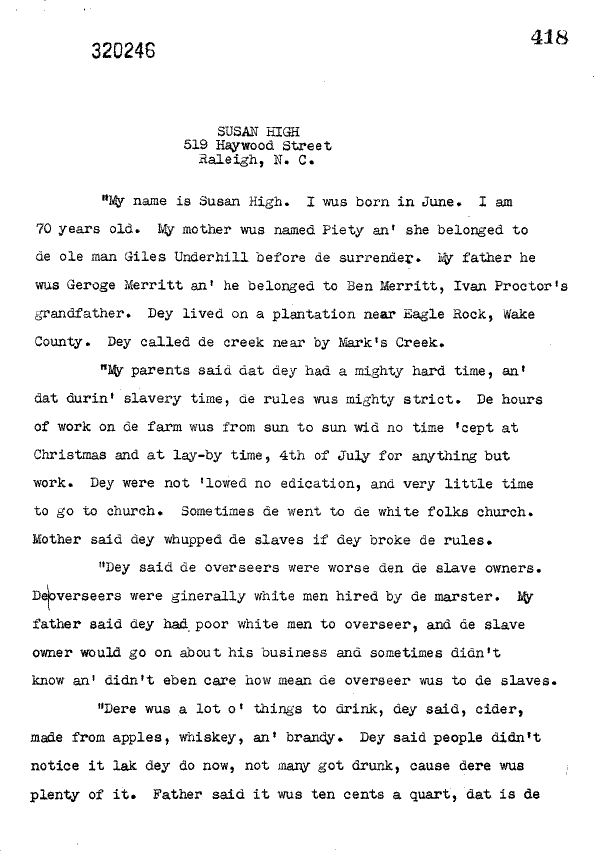 418
320246
SUSAN HIGH
519 Haywood Street
Raleigh, N. C.
"My name is Susan High. I wus born in June. I am
70 years old. My mother wus named Piety an' she belonged to
de ole man Giles Underhill before de surrender. My father he
wus Geroge Merritt an' he belonged to Ben Merritt, Ivan Proctor's
grandfather. Dey lived on a plantation near Eagle Rock, Wake
County. Dey called de creek near by Mark's Creek.
"My parents said dat dey had a mighty hard time, an'
dat durin' slavery time, de rules wus mighty strict. De hours
of work on de farm wus from sun to sun wid no time 'cept at
Christmas and at lay-by time, 4th of July for anything but
work. Dey were not 'lowed no edication, and very little time
to go to church. Sometimes de went to de white folks church.
Mother said dey whupped de slaves if dey broke de rules.
"Dey said de overseers were worse den de slave owners.
De overseers were ginerally white men hired by de marster. My
father said dey had poor white men to overseer, and de slave
owner would go on about his business and sometimes didn't
know an' didn't eben care how mean de overseer wus to de slaves.
"Dere wus a lot o' things to drink, dey said, cider,
made from apples, whiskey, an' brandy. Dey said people didn't
notice it lak dey do now, not many got drunk, cause dere wus
plenty of it. Father said it wus ten cents a quart, dat is de